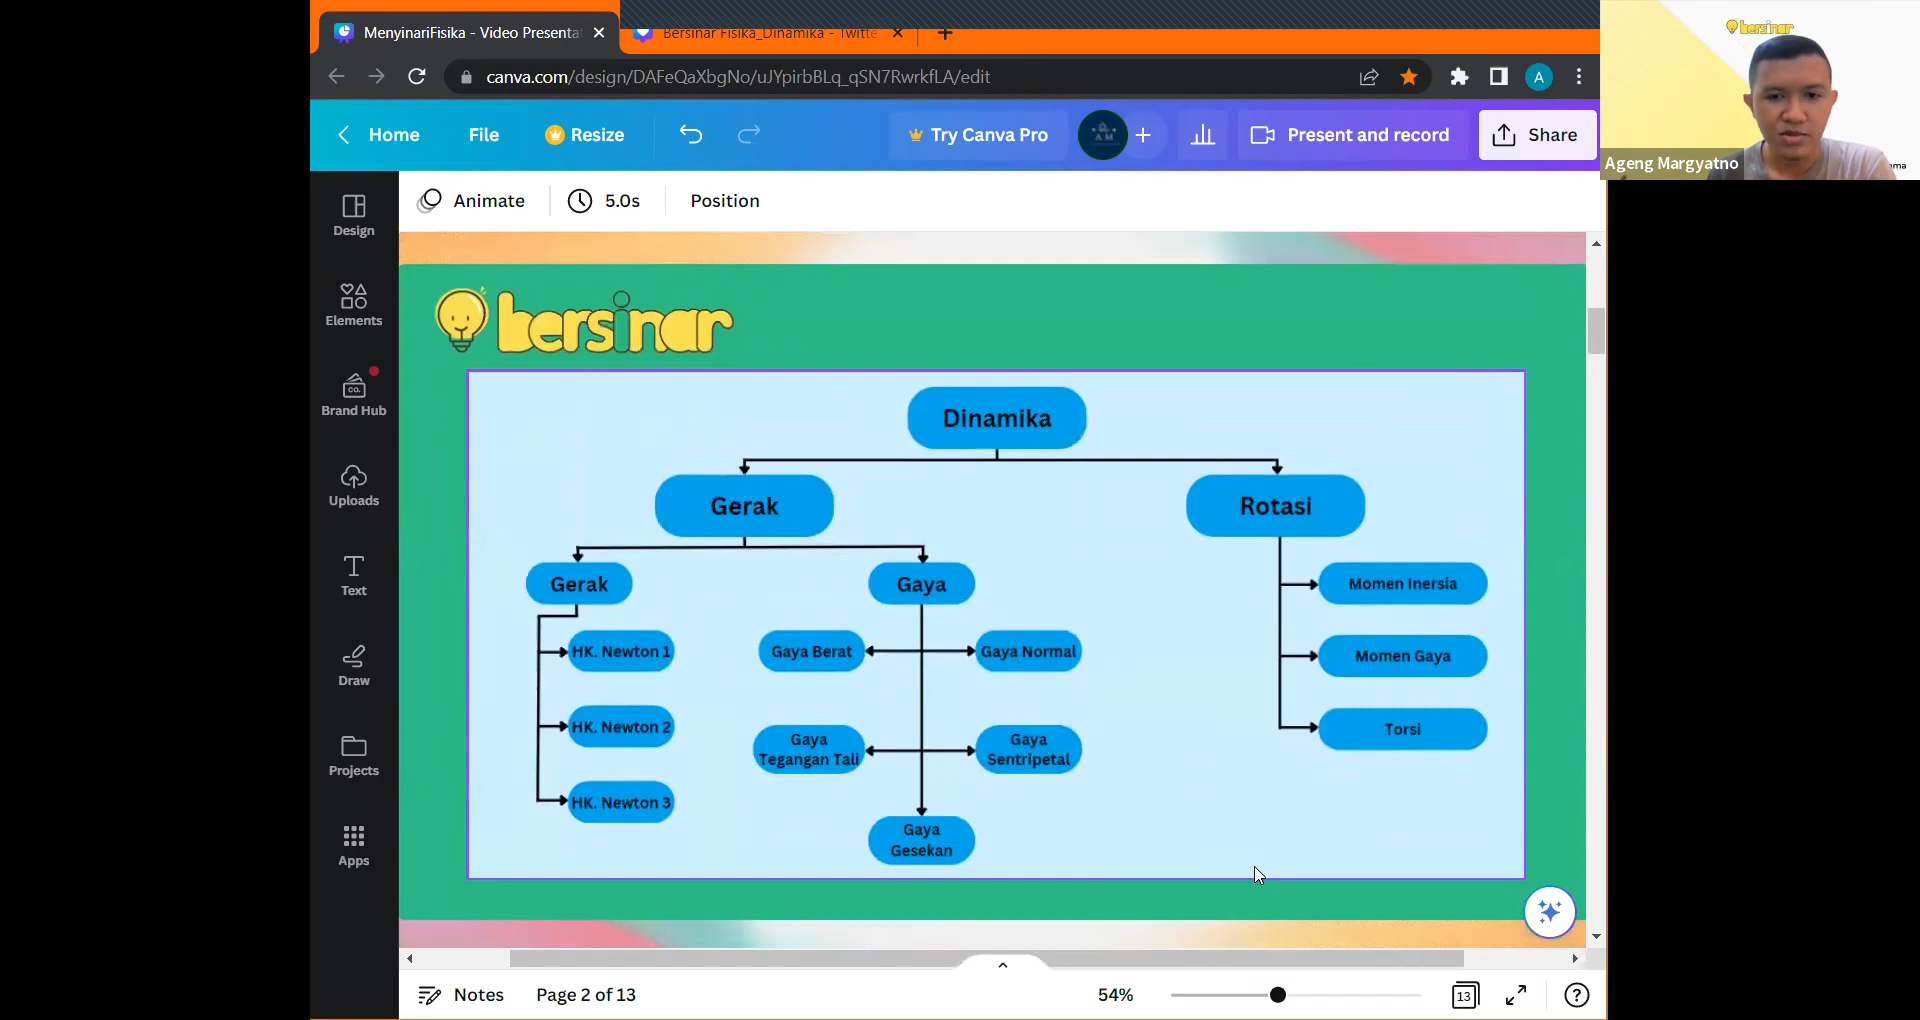 MenyinariFisika - Video Presenta
Bersinar Fisika_Dinamika - Twitte
canva.com/design/DAFeQaXbgNo/uJYpirbBLq_qSN7RwrkfLA/edit
A
bersinar
Ageng Margyatno
Home
File
Resize
Try Canva Pro
A M
Present and record
Share
Animate
5.0s
Position
Design
Elements
CO.
Brand Hub
Uploads
Text
Draw
Projects
Apps
bersinar
Dinamika
Gerak
Rotasi
Gerak
Gaya
Momen Inersia
HK. Newton 1
Gaya Berat
Gaya Normal
Momen Gaya
HK. Newton 2
Gaya
Tegangan Tali
Gaya
Sentripetal
Torsi
HK. Newton 3
Gaya
Gesekan
Notes
Page 2 of 13
54%
13